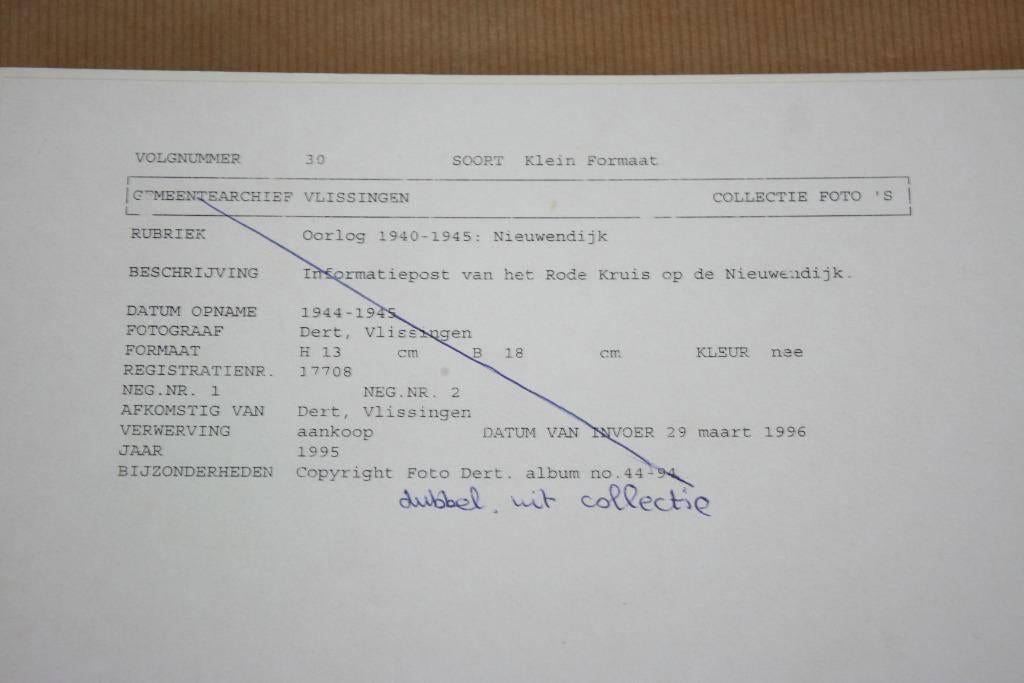 VOLGNUMMER 30 SOORT Klein Formaat
GEMEENTEARCHIEF VLISSINGEN COLLECTIE FOTO 'S
RUBRIEK Oorlog 1940-1945: Nieuwendijk
BESCHRIJVING Informatiepost van het Rode Kruis op de Nieuwendijk.
DATUM OPNAME 1944-1945
FOTOGRAAF Dert, Vlissingen
FORMAAT H 13 cm B 18 cm KLEUR nee
REGISTRATIENR. 17708
NEG.NR. 1 NEG.NR. 2
AFKOMSTIG VAN Dert, Vlissingen
VERWERVING aankoop DATUM VAN INVOER 29 maart 1996
JAAR 1995
BIJZONDERHEDEN Copyright Foto Dert. album no.44-94
dubbel. uit collectie